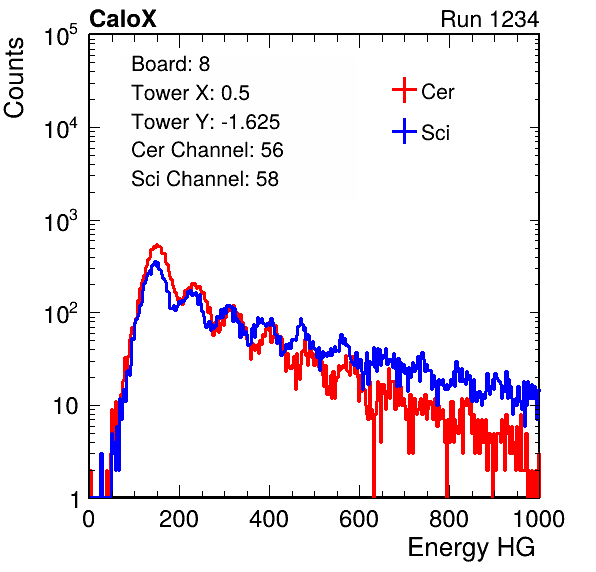 CaloX Run 1234
Counts
10^5
10^4
10^3
10^2
10
1
Board: 8
Tower X: 0.5
Tower Y: -1.625
Cer Channel: 56
Sci Channel: 58
Cer
Sci
0 200 400 600 800 1000
Energy HG